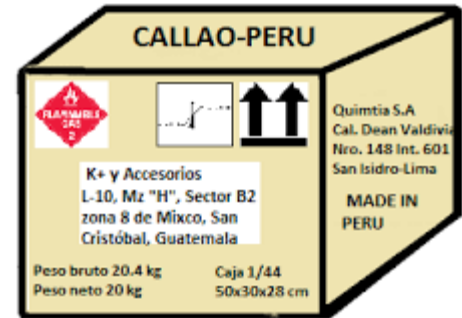 CALLAO-PERU
FLAMMABLE
GAS
2
K+ y Accesorios
L-10, Mz "H", Sector B2
zona 8 de Mixco, San
Cristóbal, Guatemala
Peso bruto 20.4 kg
Peso neto 20 kg
Caja 1/44
50x30x28 cm
Quimtia S.A
Cal. Dean Valdivia
Nro. 148 Int. 601
San Isidro-Lima
MADE IN
PERU